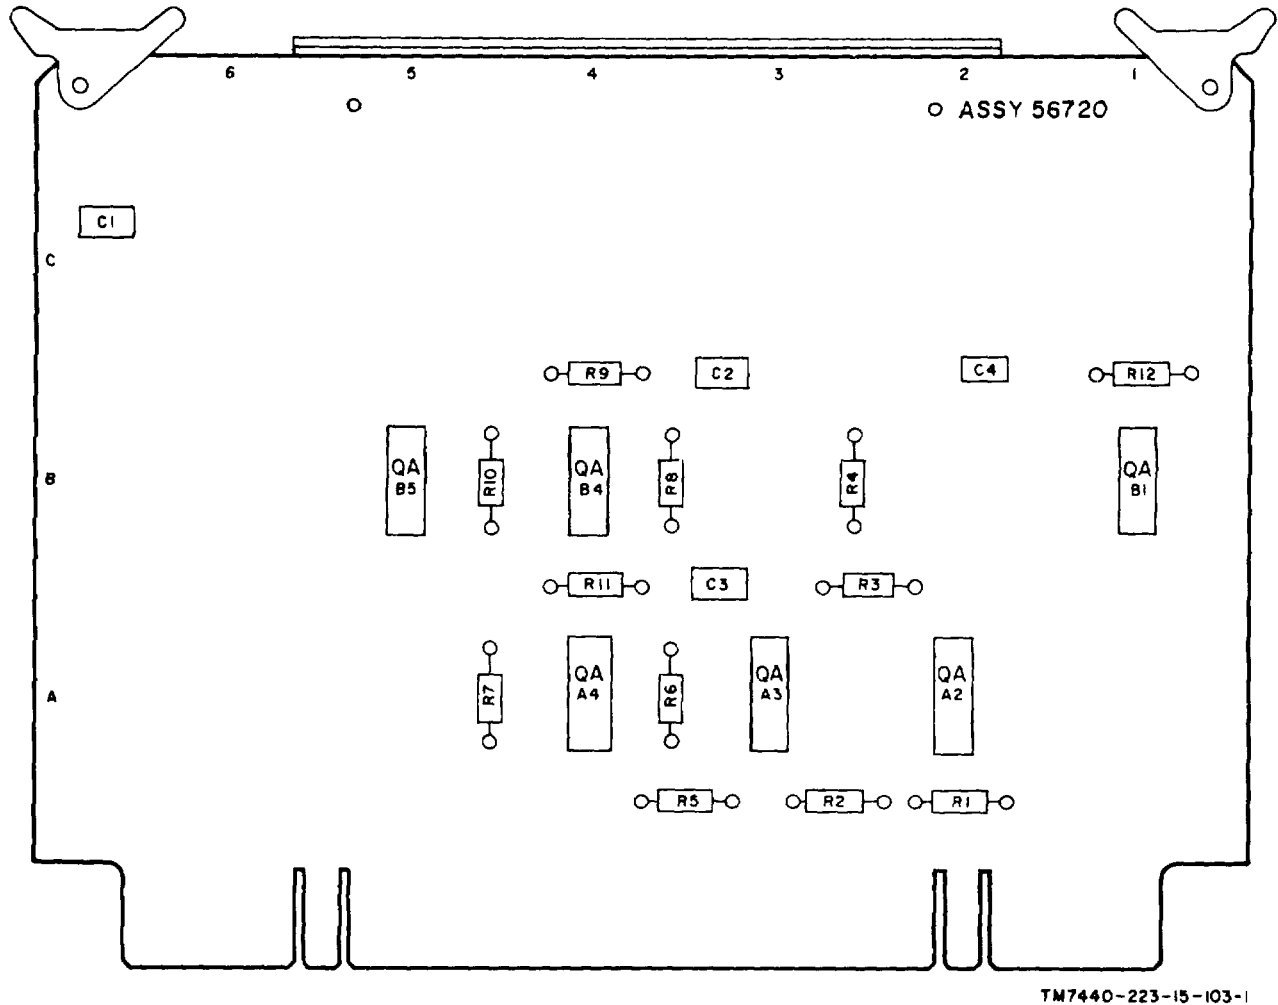 6 5 4 3 2 1
ASSY 56720
C1
C
R9 C2 C4 R12
B QA B5 R10 QA B4 R8 R4 QA B1
R11 C3 R3
A R7 QA A4 R6 QA A3 QA A2
R5 R2 R1
TM7440-223-15-103-1